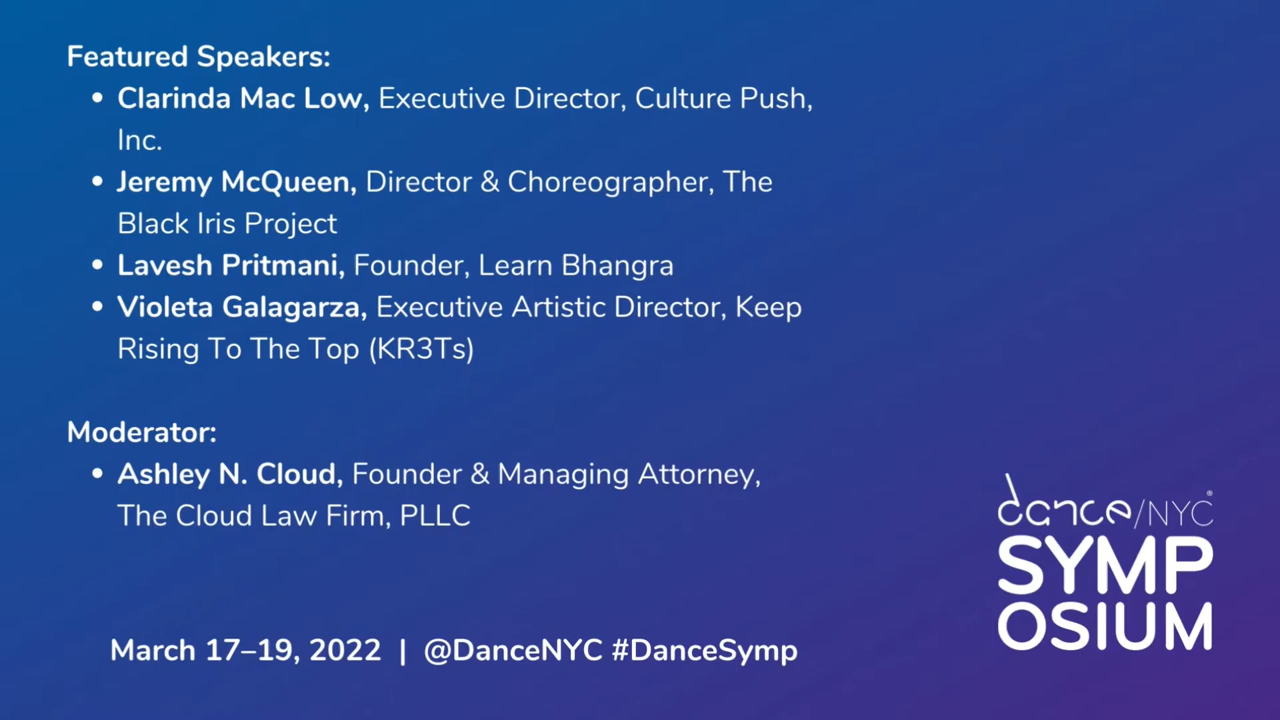 Featured Speakers:
• Clarinda Mac Low, Executive Director, Culture Push,
Inc.
• Jeremy McQueen, Director & Choreographer, The
Black Iris Project
• Lavesh Pritmani, Founder, Learn Bhangra
• Violeta Galagarza, Executive Artistic Director, Keep
Rising To The Top (KR3Ts)
Moderator:
• Ashley N. Cloud, Founder & Managing Attorney,
The Cloud Law Firm, PLLC
March 17–19, 2022 | @DanceNYC #DanceSymp
dance/NYC®
SYMP
OSIUM